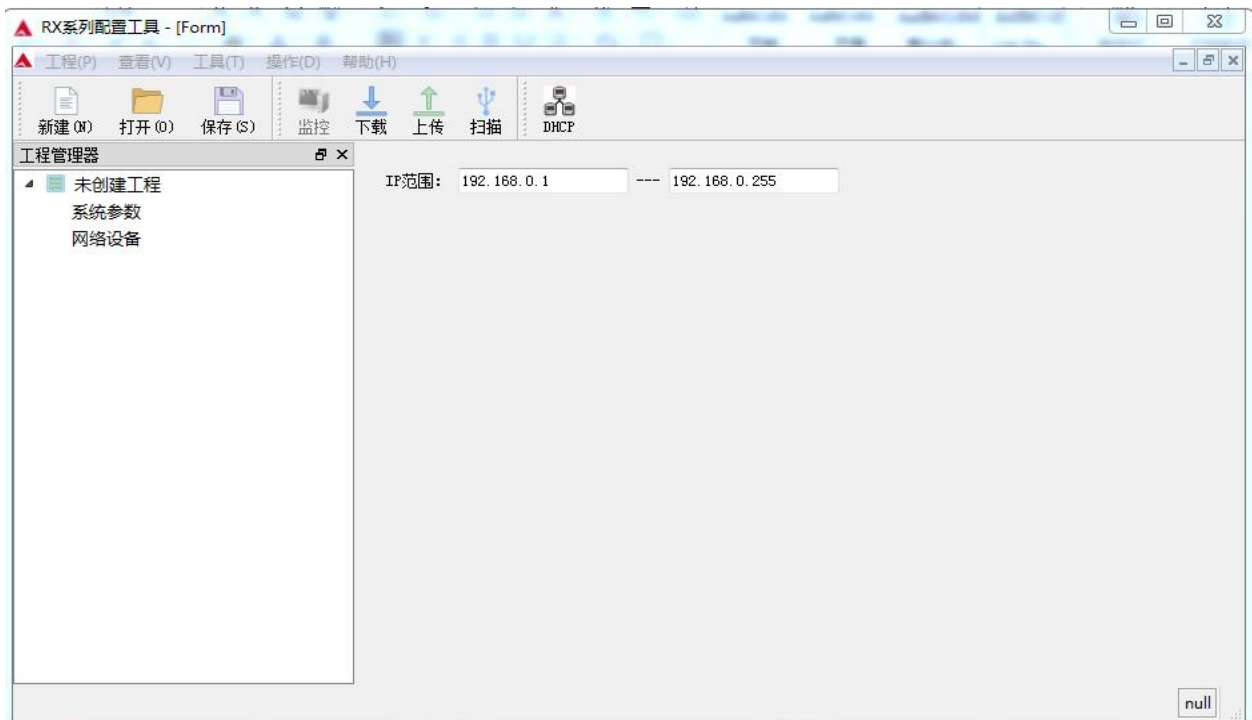 RX系列配置工具 - [Form]
工程(P) 查看(V) 工具(T) 操作(D) 帮助(H)
新建(N) 打开(O) 保存(S) 监控 下载 上传 扫描 DHCP
工程管理器
IP范围: 192.168.0.1 --- 192.168.0.255
未创建工程
系统参数
网络设备
null